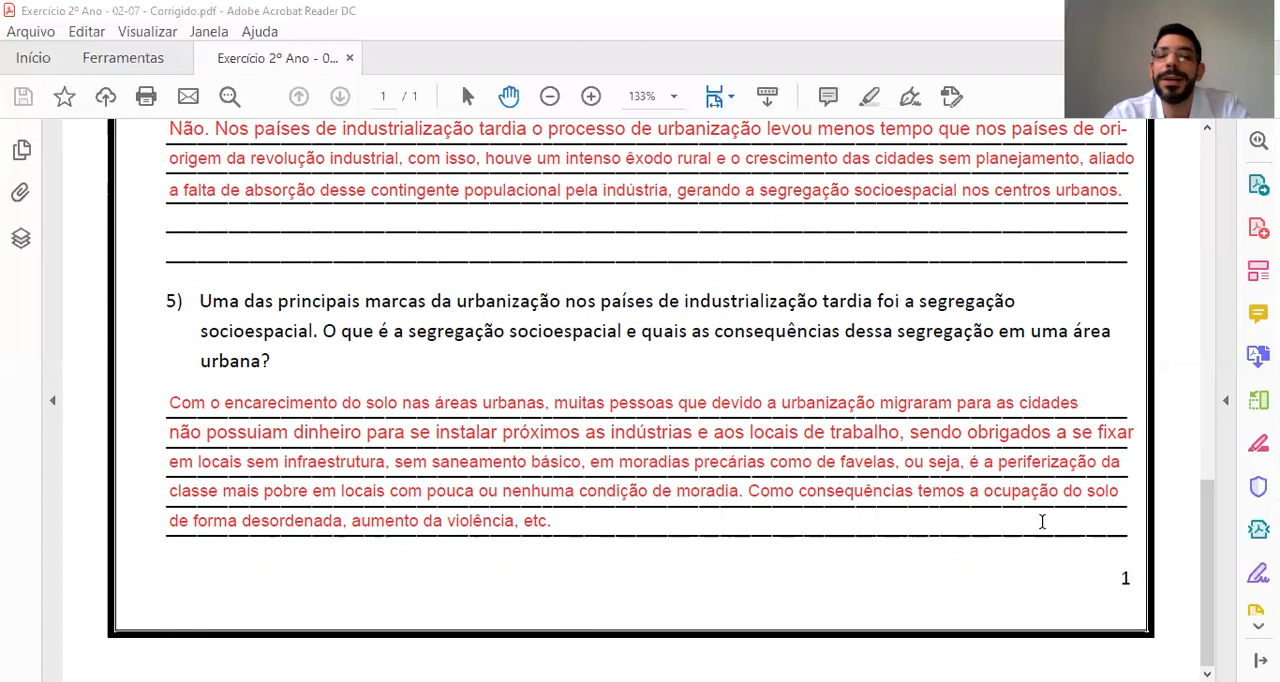 Exercício 2º Ano - 02-07 - Corrigido.pdf - Adobe Acrobat Reader DC
Arquivo Editar Visualizar Janela Ajuda
Início Ferramentas Exercício 2º Ano - 0... ×
1 / 1 133%
Não. Nos países de industrialização tardia o processo de urbanização levou menos tempo que nos países de ori-
origem da revolução industrial, com isso, houve um intenso êxodo rural e o crescimento das cidades sem planejamento, aliado
a falta de absorção desse contingente populacional pela indústria, gerando a segregação socioespacial nos centros urbanos.
5) Uma das principais marcas da urbanização nos países de industrialização tardia foi a segregação
socioespacial. O que é a segregação socioespacial e quais as consequências dessa segregação em uma área
urbana?
Com o encarecimento do solo nas áreas urbanas, muitas pessoas que devido a urbanização migraram para as cidades
não possuiam dinheiro para se instalar próximos as indústrias e aos locais de trabalho, sendo obrigados a se fixar
em locais sem infraestrutura, sem saneamento básico, em moradias precárias como de favelas, ou seja, é a periferização da
classe mais pobre em locais com pouca ou nenhuma condição de moradia. Como consequências temos a ocupação do solo
de forma desordenada, aumento da violência, etc.
1